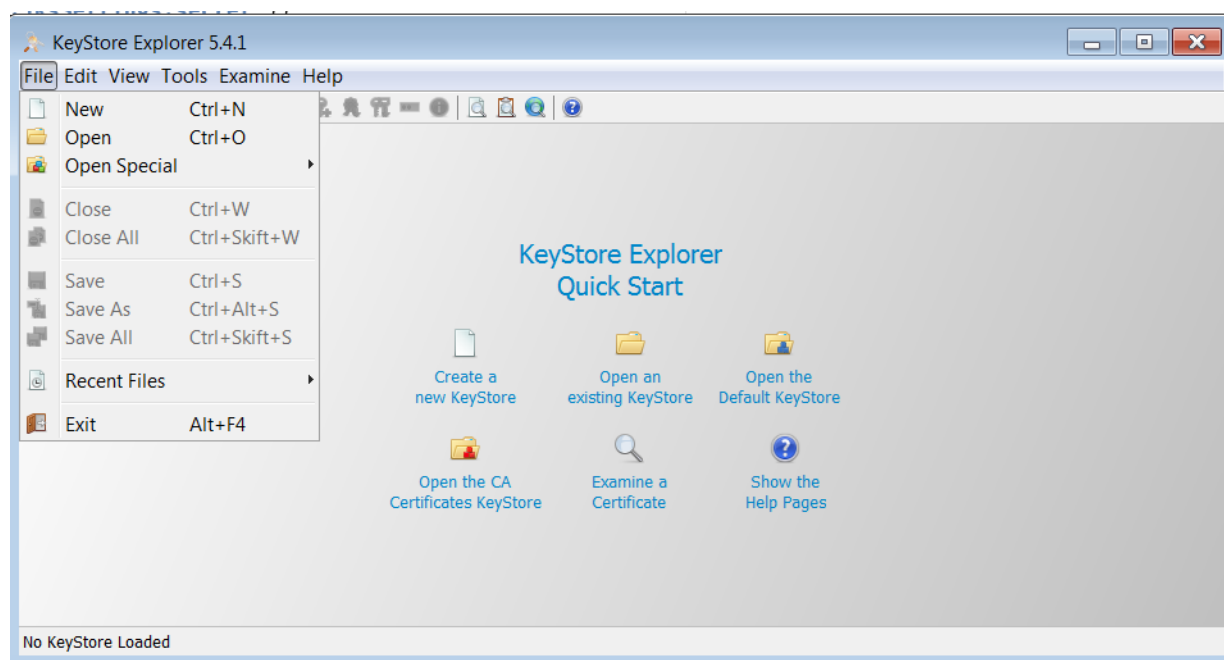 KeyStore Explorer 5.4.1
File Edit View Tools Examine Help
New Ctrl+N
Open Ctrl+O
Open Special
Close Ctrl+W
Close All Ctrl+Skift+W
Save Ctrl+S
Save As Ctrl+Alt+S
Save All Ctrl+Skift+S
Recent Files
Exit Alt+F4
KeyStore Explorer
Quick Start
Create a
new KeyStore
Open an
existing KeyStore
Open the
Default KeyStore
Open the CA
Certificates KeyStore
Examine a
Certificate
Show the
Help Pages
No KeyStore Loaded